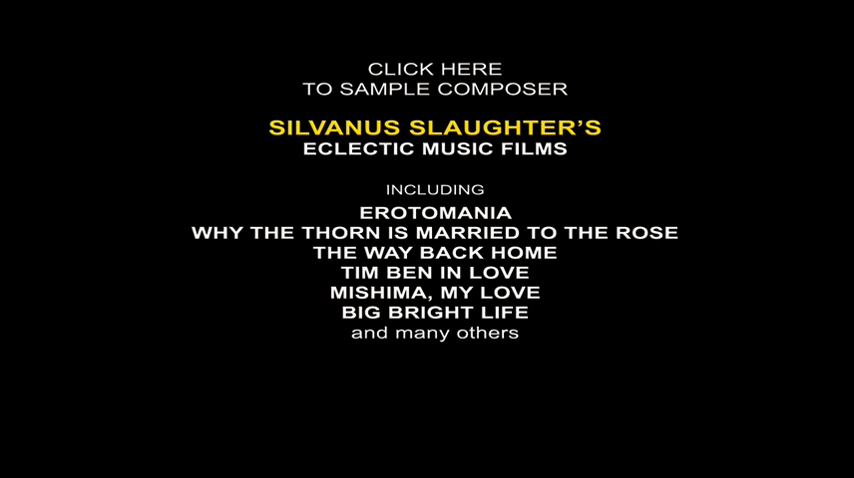 CLICK HERE
TO SAMPLE COMPOSER
SILVANUS SLAUGHTER'S
ECLECTIC MUSIC FILMS
INCLUDING
EROTOMANIA
WHY THE THORN IS MARRIED TO THE ROSE
THE WAY BACK HOME
TIM BEN IN LOVE
MISHIMA, MY LOVE
BIG BRIGHT LIFE
and many others